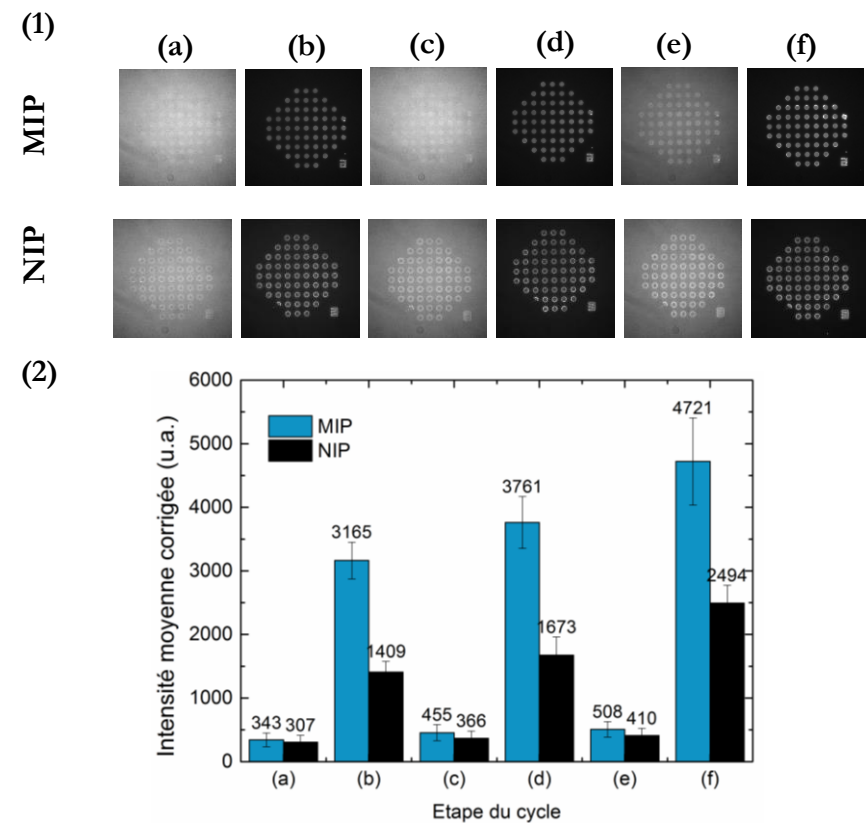 (1)
(a) (b) (c) (d) (e) (f)
MIP
NIP
(2)
6000
5000
4000
3000
2000
1000
0
Intensité moyenne corrigée (u.a.)
MIP
NIP
343 307
3165
1409
455 366
3761
1673
508 410
4721
2494
(a) (b) (c) (d) (e) (f)
Etape du cycle